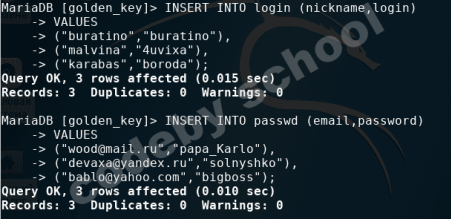 MariaDB [golden_key]> INSERT INTO login (nickname,login)
-> VALUES
-> ("buratino","buratino"),
-> ("malvina","4uvixa"),
-> ("karabas","boroda");
Query OK, 3 rows affected (0.015 sec)
Records: 3  Duplicates: 0  Warnings: 0
MariaDB [golden_key]> INSERT INTO passwd (email,password)
-> VALUES
-> ("wood@mail.ru","papa_Karlo"),
-> ("devaxa@yandex.ru","solnyshko"),
-> ("bablo@yahoo.com","bigboss");
Query OK, 3 rows affected (0.010 sec)
Records: 3  Duplicates: 0  Warnings: 0
codeby school